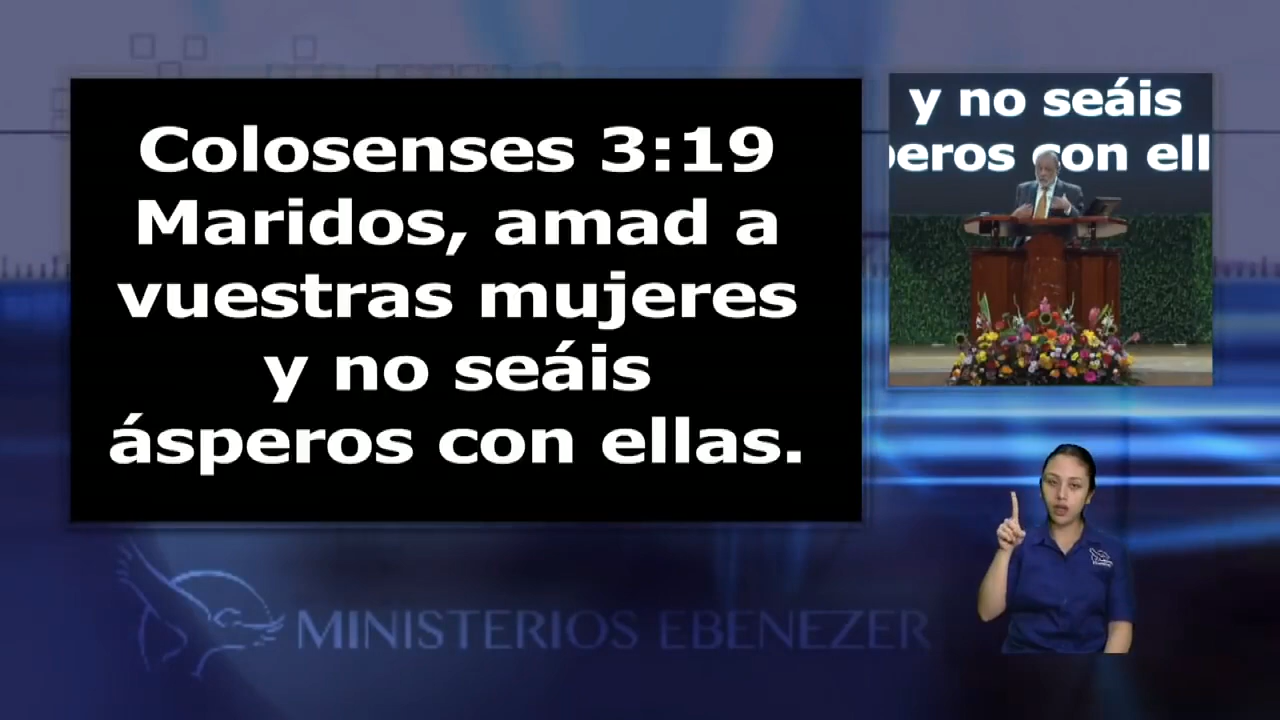 Colosenses 3:19
Maridos, amad a
vuestras mujeres
y no seáis
ásperos con ellas.
y no seáis
peros con ell
MINISTERIOS EBENEZER